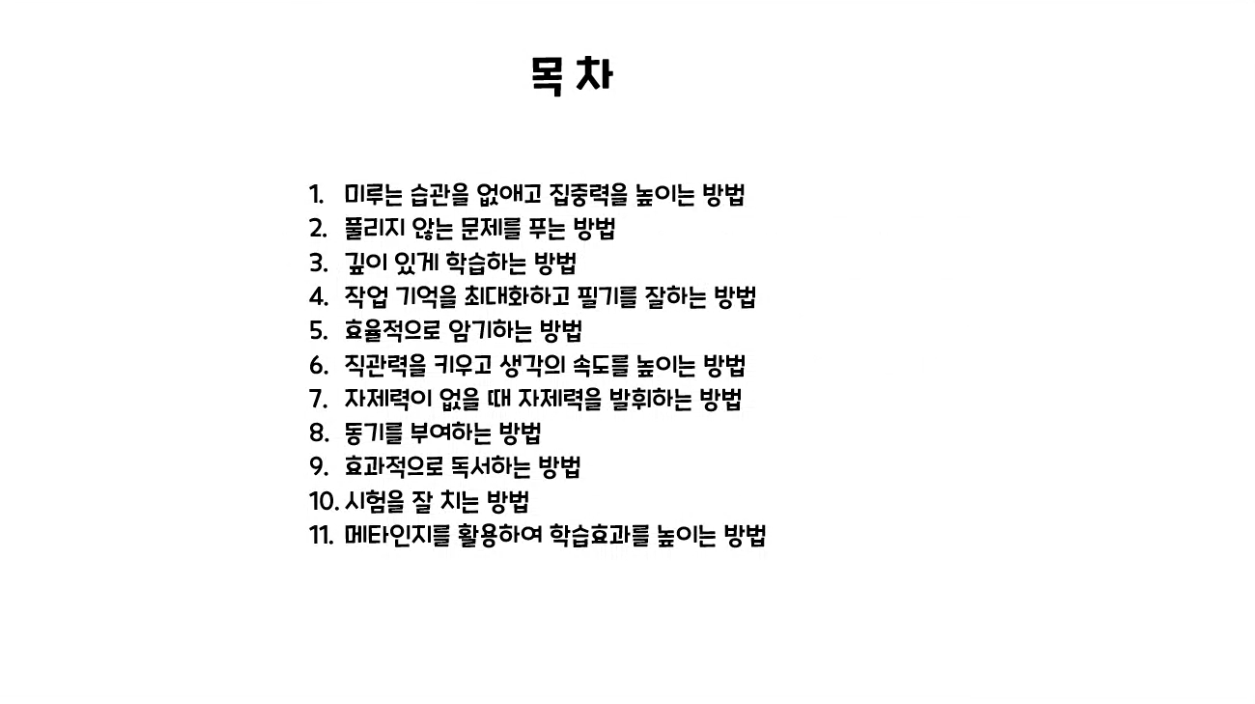 목 차
1. 미루는 습관을 없애고 집중력을 높이는 방법
2. 풀리지 않는 문제를 푸는 방법
3. 깊이 있게 학습하는 방법
4. 작업 기억을 최대화하고 필기를 잘하는 방법
5. 효율적으로 암기하는 방법
6. 직관력을 키우고 생각의 속도를 높이는 방법
7. 자제력이 없을 때 자제력을 발휘하는 방법
8. 동기를 부여하는 방법
9. 효과적으로 독서하는 방법
10. 시험을 잘 치는 방법
11. 메타인지를 활용하여 학습효과를 높이는 방법